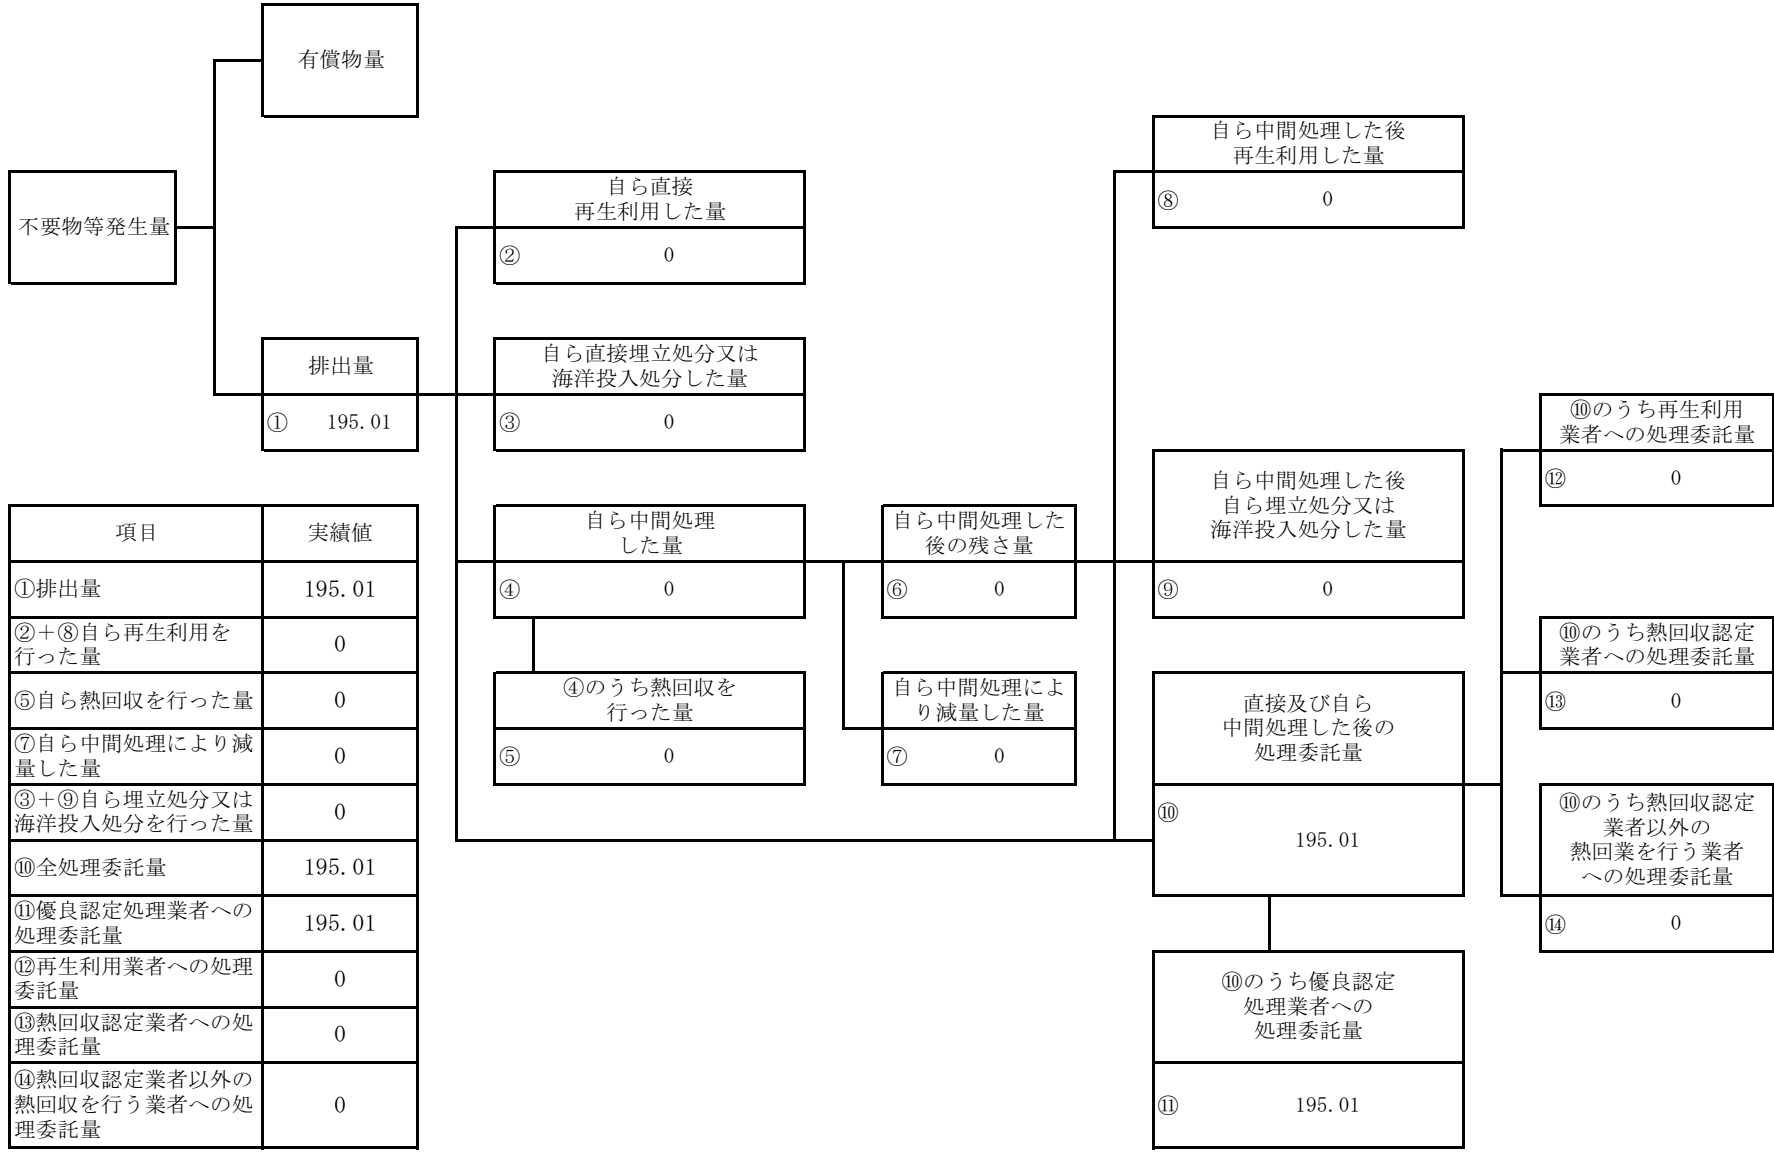 有償物量
不要物等発生量
排出量
① 195.01
自ら直接
再生利用した量
② 0
自ら直接埋立処分又は
海洋投入処分した量
③ 0
自ら中間処理
した量
④ 0
④のうち熱回収を
行った量
⑤ 0
自ら中間処理した
後の残さ量
⑥ 0
自ら中間処理によ
り減量した量
⑦ 0
自ら中間処理した後
再生利用した量
⑧ 0
自ら中間処理した後
自ら埋立処分又は
海洋投入処分した量
⑨ 0
直接及び自ら
中間処理した後の
処理委託量
⑩
195.01
⑩のうち優良認定
処理業者への
処理委託量
⑪ 195.01
⑩のうち再生利用
業者への処理委託量
⑫ 0
⑩のうち熱回収認定
業者への処理委託量
⑬ 0
⑩のうち熱回収認定
業者以外の
熱回業を行う業者
への処理委託量
⑭ 0
項目 実績値
①排出量 195.01
②＋⑧自ら再生利用を
行った量 0
⑤自ら熱回収を行った量 0
⑦自ら中間処理により減
量した量 0
③＋⑨自ら埋立処分又は
海洋投入処分を行った量 0
⑩全処理委託量 195.01
⑪優良認定処理業者への
処理委託量 195.01
⑫再生利用業者への処理
委託量 0
⑬熱回収認定業者への処
理委託量 0
⑭熱回収認定業者以外の
熱回収を行う業者への処
理委託量 0